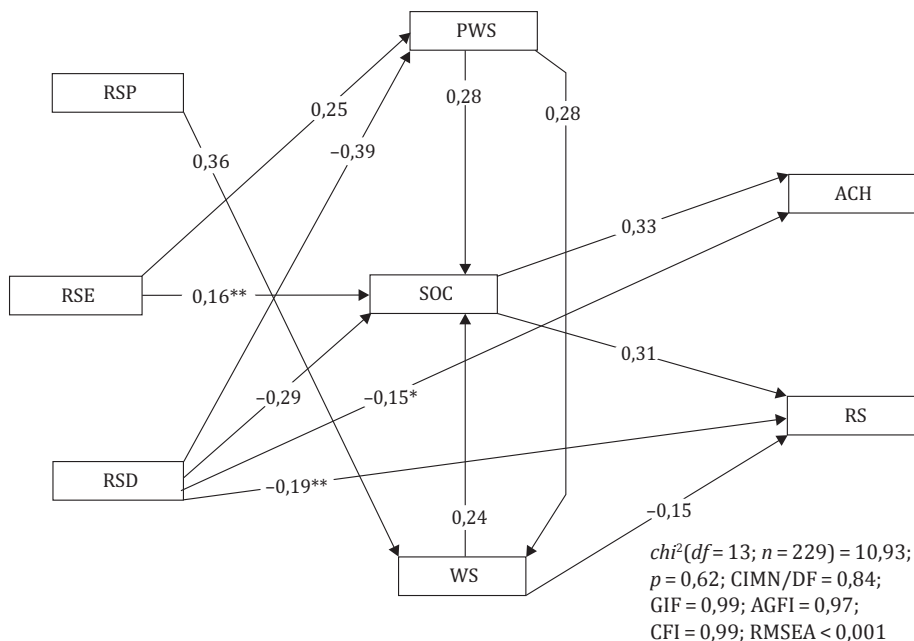 PWS
RSP
0,28
0,28
0,25
−0,39
0,36
ACH
0,33
RSE
0,16**
SOC
0,31
−0,29
−0,15*
RS
RSD
−0,19**
0,24
−0,15
WS
chi²(df = 13; n = 229) = 10,93;
p = 0,62; CIMN/DF = 0,84;
GIF = 0,99; AGFI = 0,97;
CFI = 0,99; RMSEA < 0,001